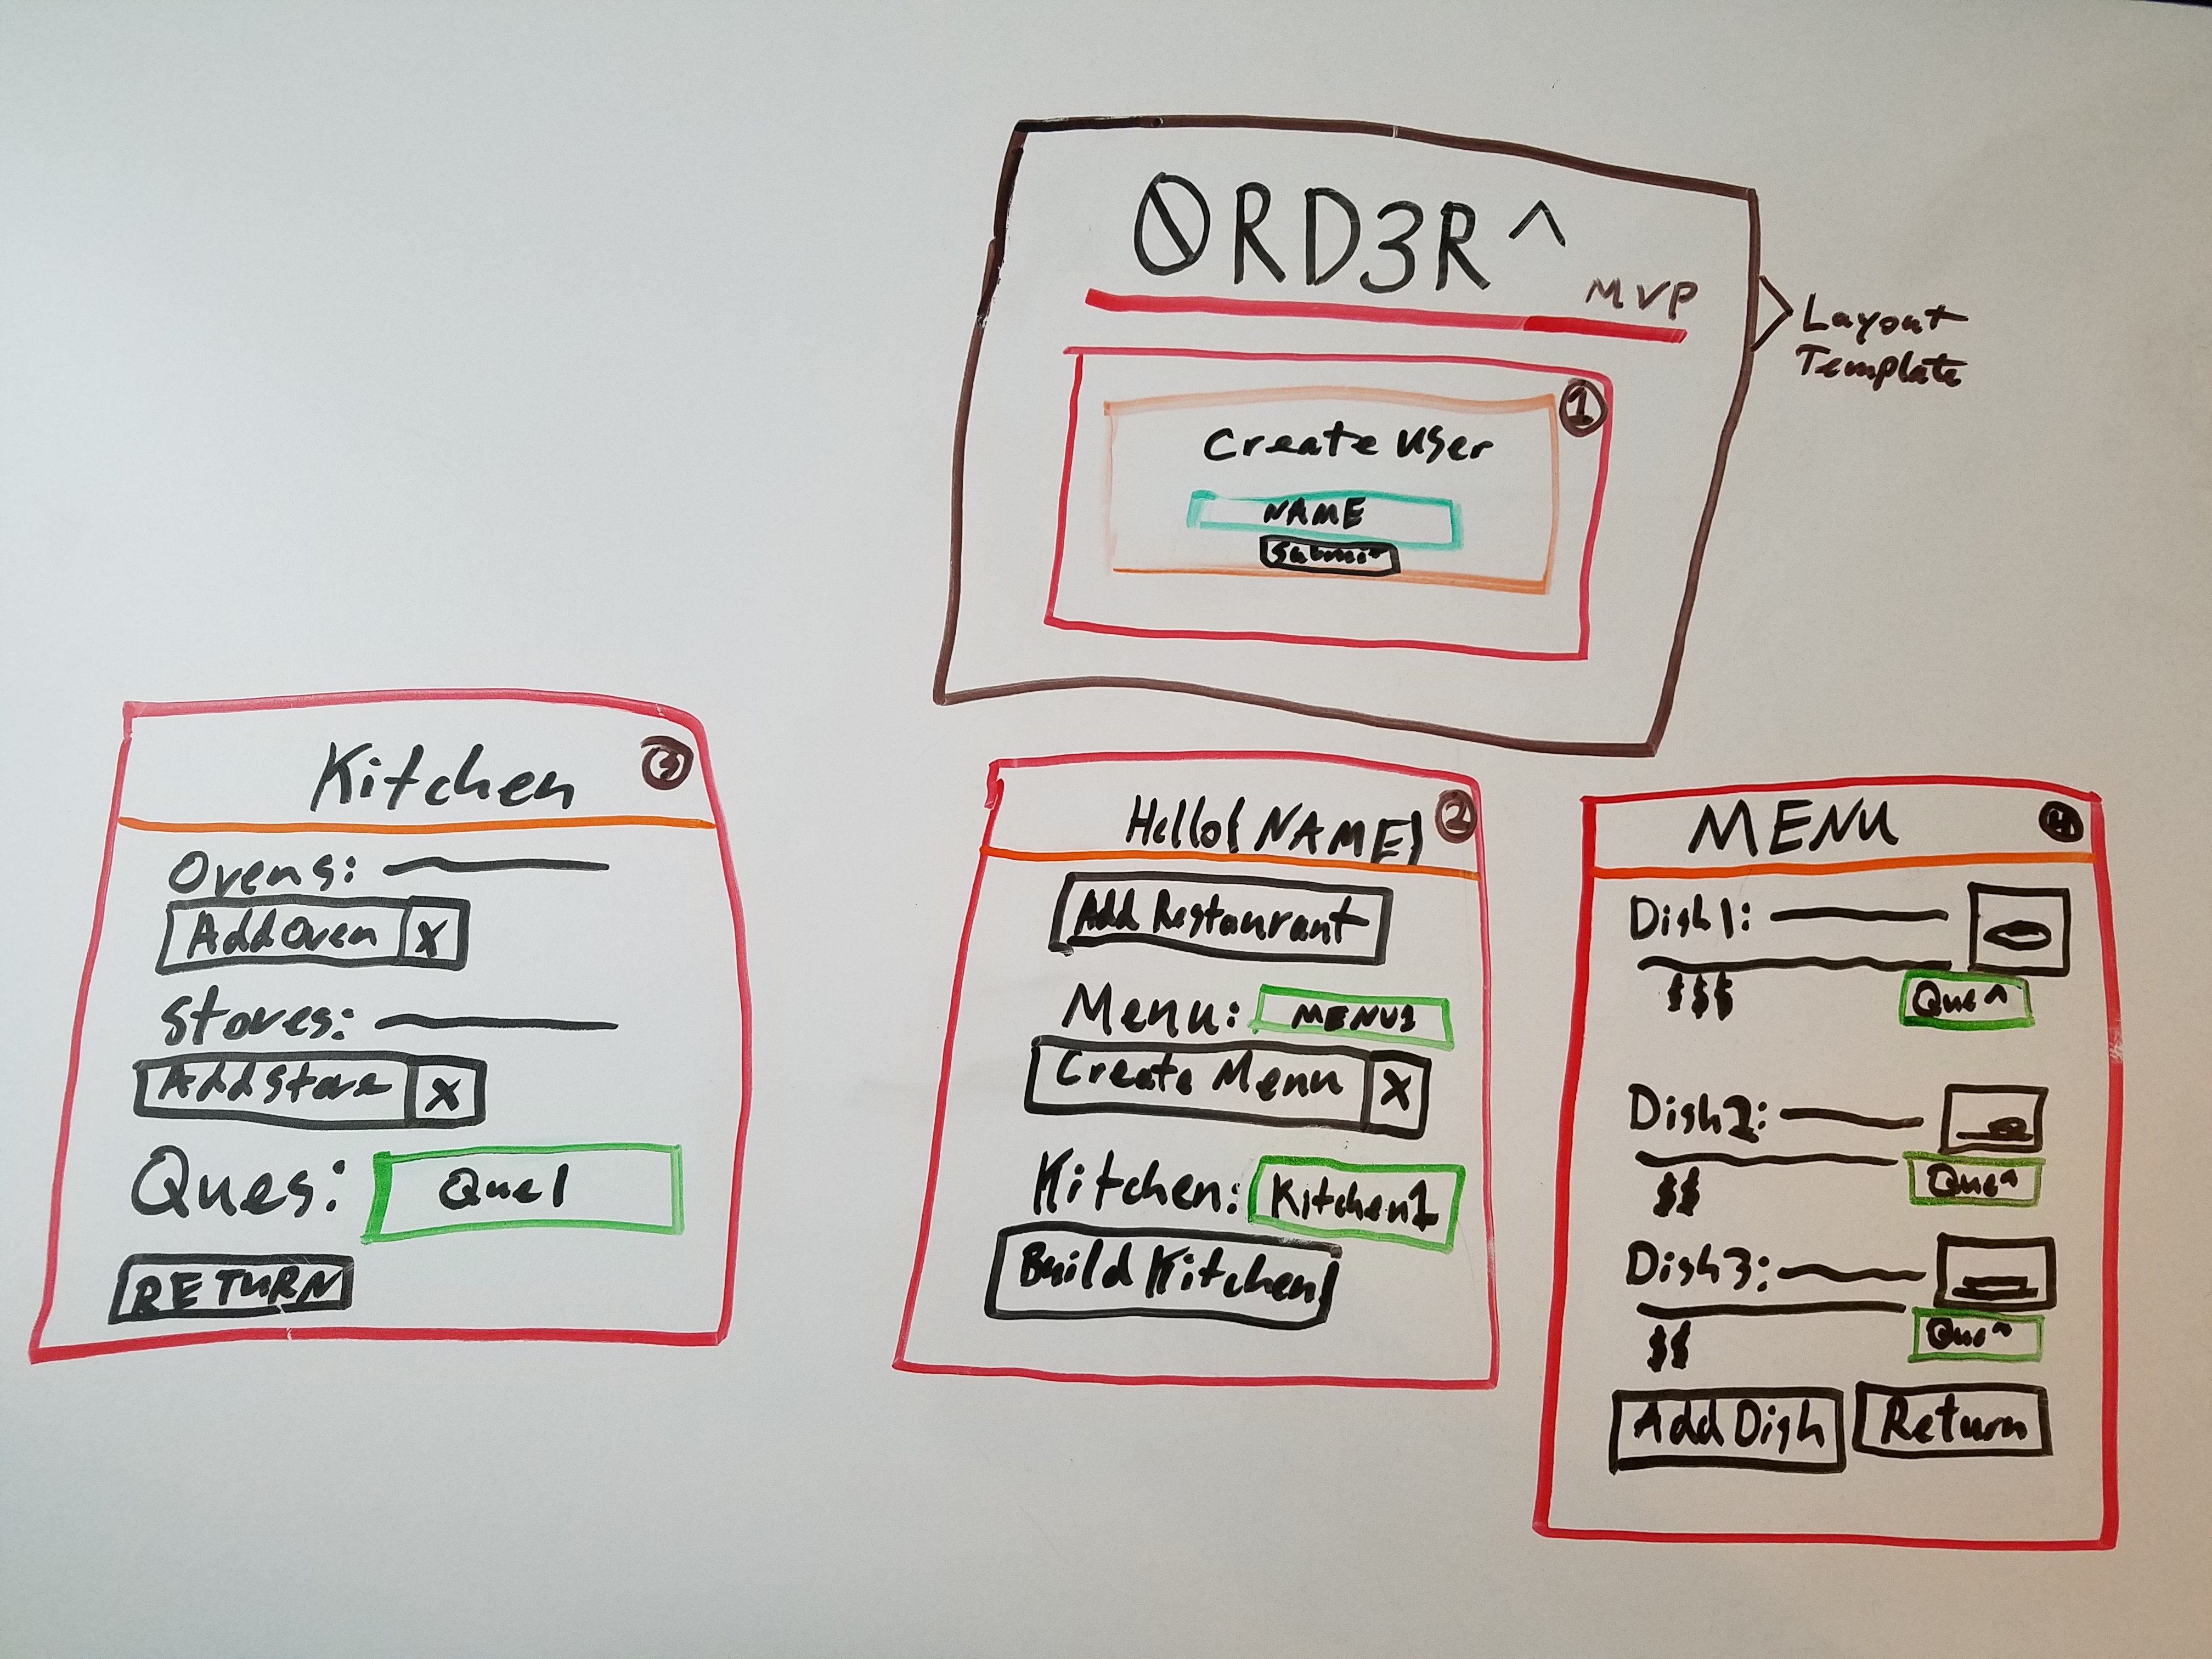 ØRD3R^
MVP
Layout
Template
1
Create User
NAME
Submit
Kitchen
3
Ovens:
Add Oven X
Stoves:
Add Stove X
Ques: Que1
RETURN
Hello{NAME}
2
Add Restaurant
Menu: MENU1
Create Menu X
Kitchen: Kitchen1
Build Kitchen
MENU
4
Dish1:
$$$ Que^
Dish2:
$$ Que^
Dish3:
$$ Que^
Add Dish Return